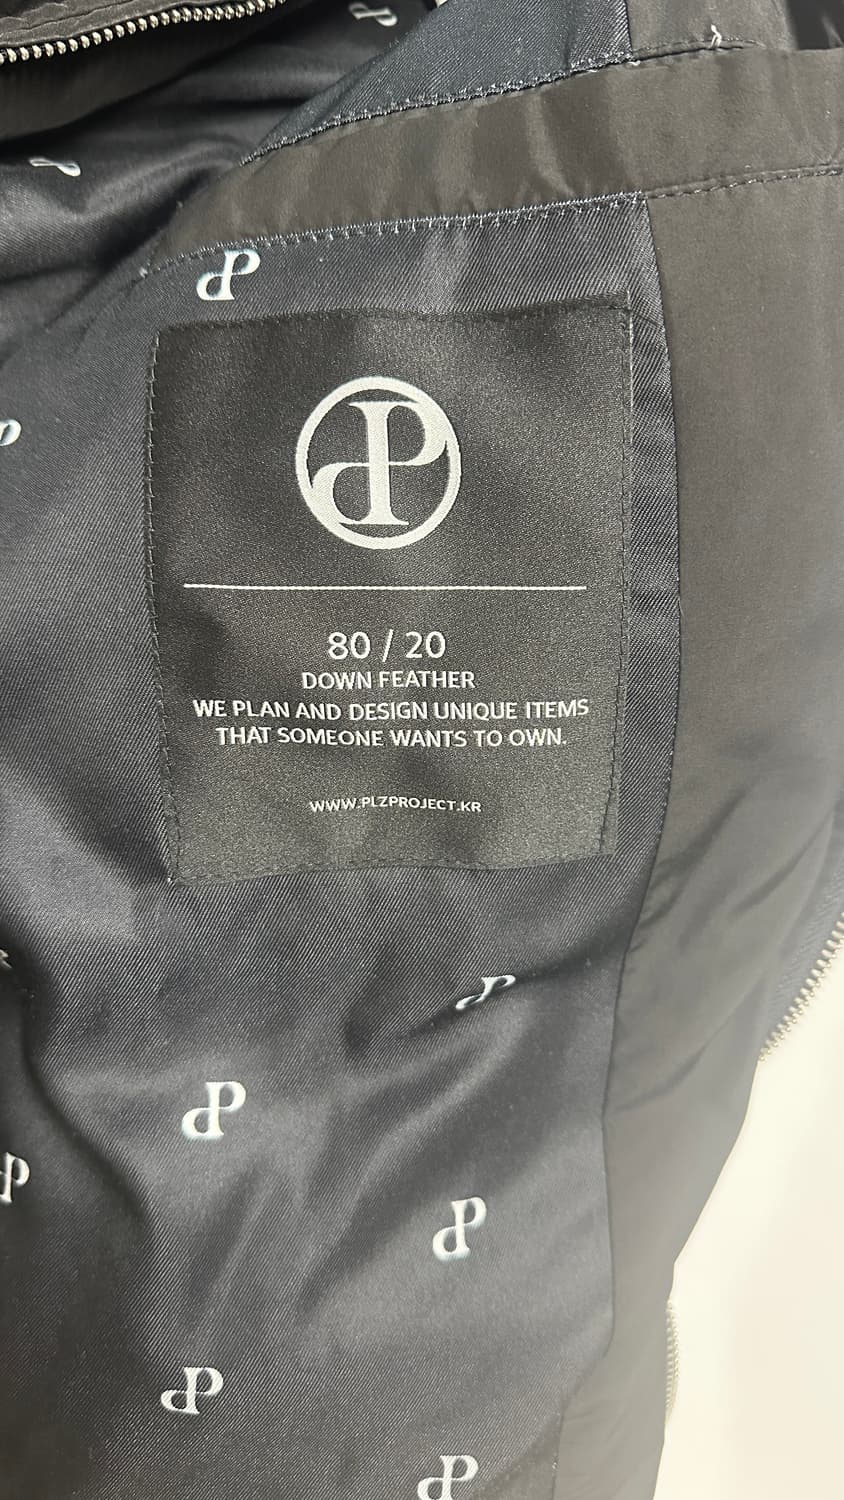 80 / 20
DOWN FEATHER
WE PLAN AND DESIGN UNIQUE ITEMS
THAT SOMEONE WANTS TO OWN.
WWW.PLZPROJECT.KR